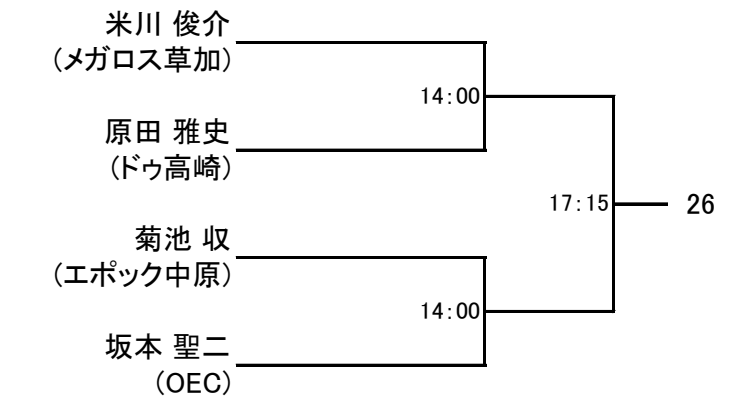 米川 俊介
(メガロス草加)
14:00
原田 雅史
(ドゥ高崎)
17:15
26
菊池 収
(エポック中原)
14:00
坂本 聖二
(OEC)